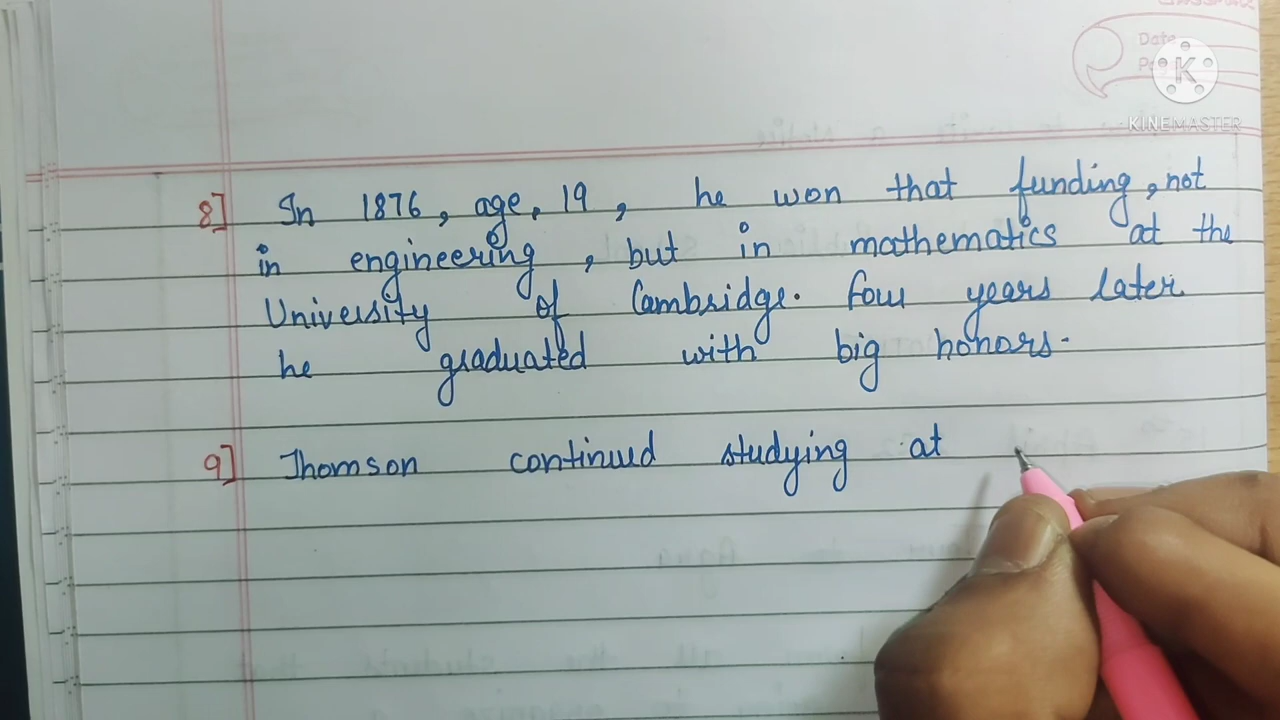 Date
KINEMASTER
8] In 1876, age, 19, he won that funding, not
in engineering, but in mathematics at the
University of Cambridge. Four years later
he graduated with big honors.
9] Thomson continued studying at